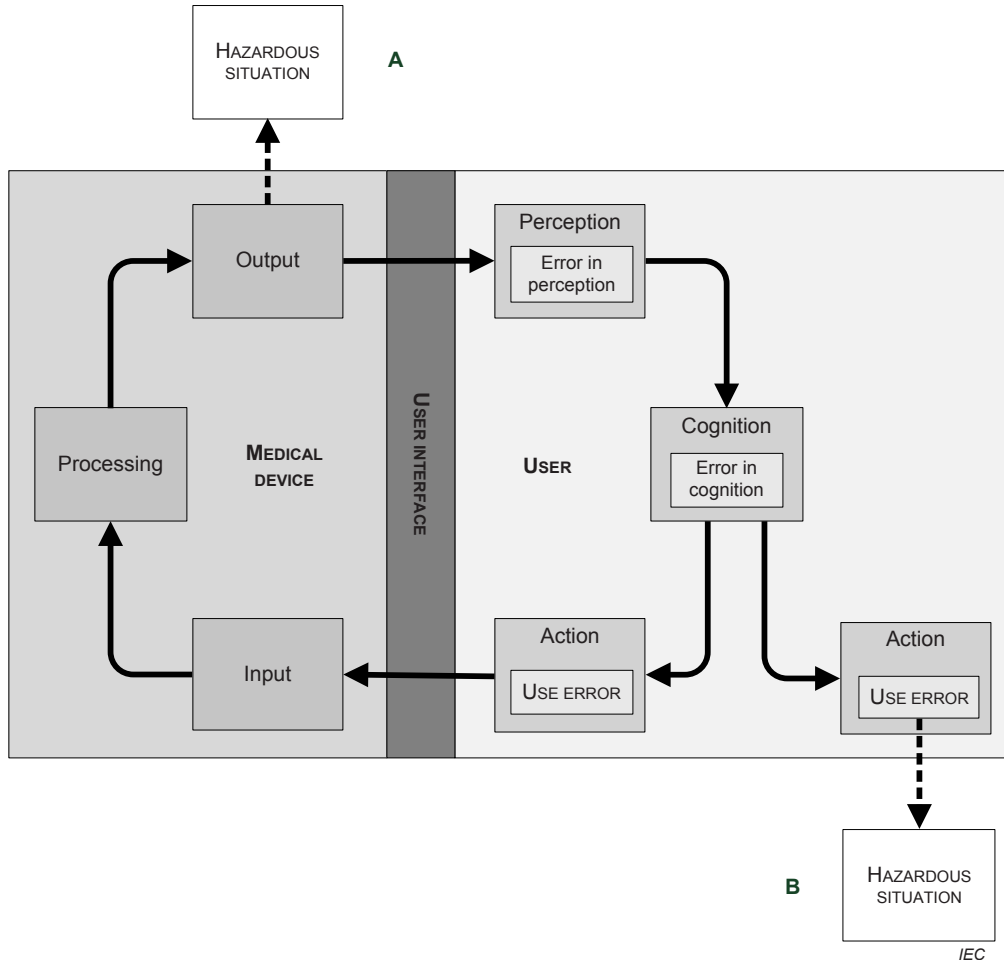 HAZARDOUS
SITUATION
A
Output
Perception
Error in
perception
Processing
MEDICAL
DEVICE
USER INTERFACE
USER
Cognition
Error in
cognition
Input
Action
USE ERROR
Action
USE ERROR
B
HAZARDOUS
SITUATION
IEC